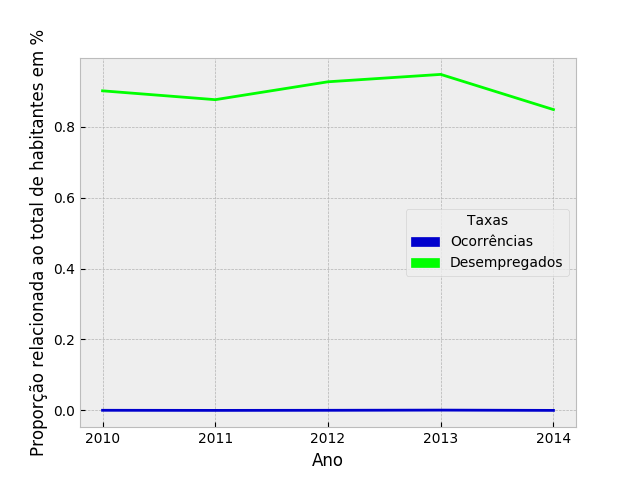 Proporção relacionada ao total de habitantes em %
0.8
0.6
0.4
0.2
0.0
Taxas
Ocorrências
Desempregados
2010 2011 2012 2013 2014
Ano